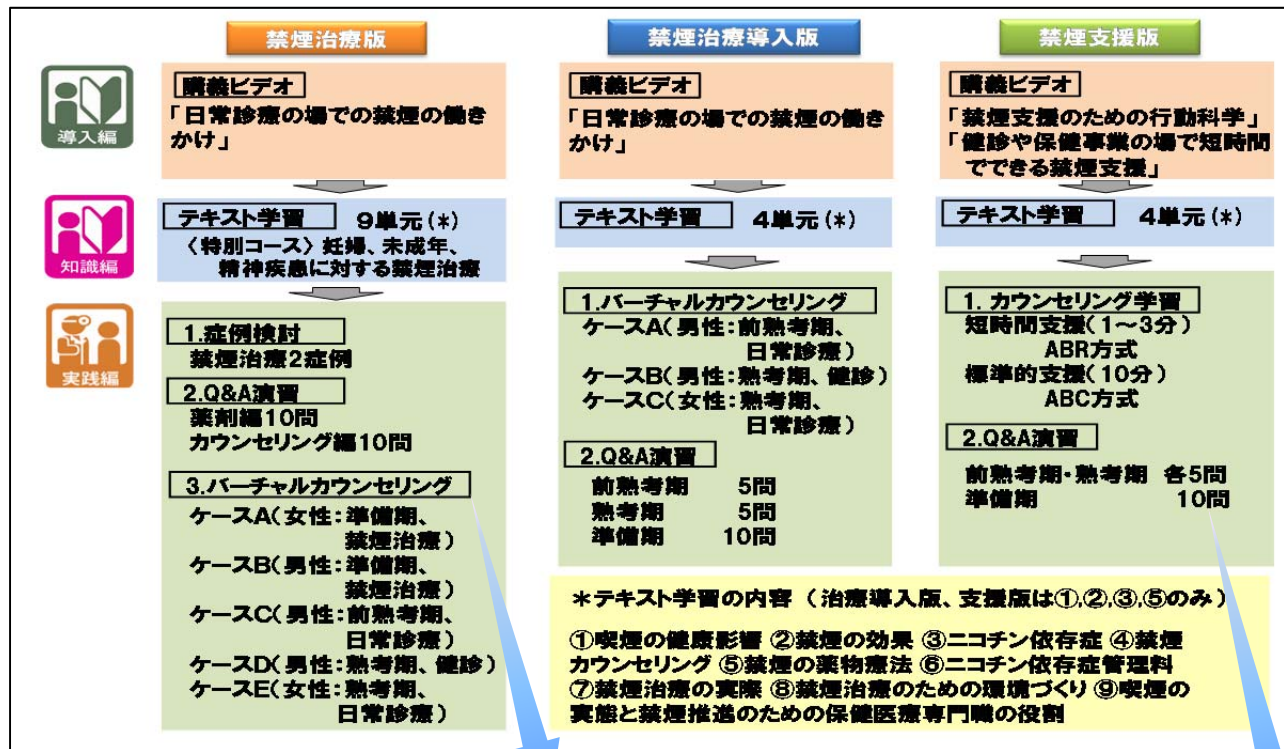 禁煙治療版
禁煙治療導入版
禁煙支援版
導入編
講義ビデオ
「日常診療の場での禁煙の働き
かけ」
講義ビデオ
「日常診療の場での禁煙の働き
かけ」
講義ビデオ
「禁煙支援のための行動科学」
「健診や保健事業の場で短時間
でできる禁煙支援」
知識編
テキスト学習 9単元(*)
〈特別コース〉妊婦、未成年、
精神疾患に対する禁煙治療
テキスト学習 4単元(*)
テキスト学習 4単元(*)
実践編
1.症例検討
禁煙治療2症例
2.Q&A演習
薬剤編10問
カウンセリング編10問
3.バーチャルカウンセリング
ケースA(女性:準備期、
禁煙治療)
ケースB(男性:準備期、
禁煙治療)
ケースC(男性:前熟考期、
日常診療)
ケースD(男性:熟考期、健診)
ケースE(女性:熟考期、
日常診療)
1.バーチャルカウンセリング
ケースA(男性:前熟考期、
日常診療)
ケースB(男性:熟考期、健診)
ケースC(女性:熟考期、
日常診療)
2.Q&A演習
前熟考期 5問
熟考期 5問
準備期 10問
1. カウンセリング学習
短時間支援(1～3分)
ABR方式
標準的支援(10分)
ABC方式
2.Q&A演習
前熟考期・熟考期 各5問
準備期 10問
*テキスト学習の内容 (治療導入版、支援版は①,②,③,⑤のみ)
①喫煙の健康影響 ②禁煙の効果 ③ニコチン依存症 ④禁煙
カウンセリング ⑤禁煙の薬物療法 ⑥ニコチン依存症管理料
⑦禁煙治療の実際 ⑧禁煙治療のための環境づくり ⑨喫煙の
実態と禁煙推進のための保健医療専門職の役割